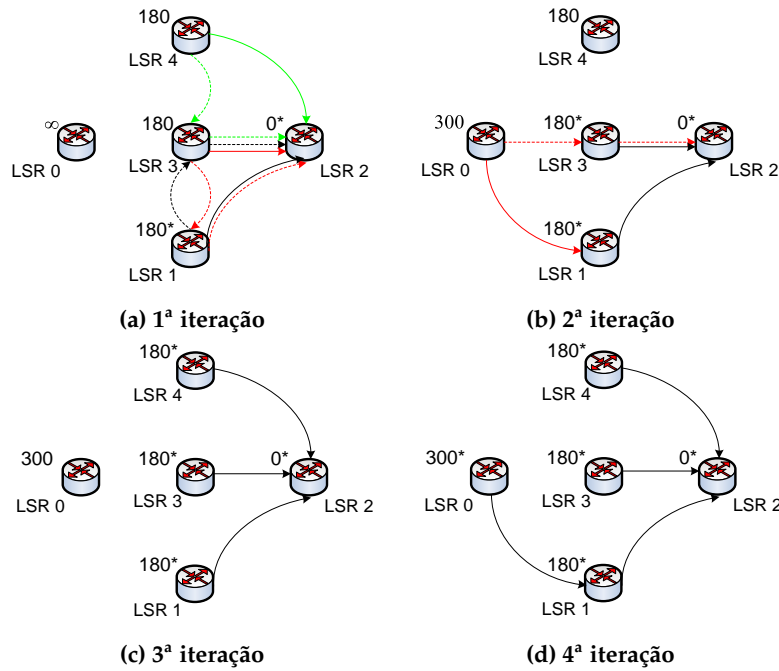 180
LSR 4
∞
180
0*
LSR 0
LSR 3
LSR 2
180*
LSR 1
(a) 1ª iteração
180
LSR 4
300
180*
0*
LSR 0
LSR 3
LSR 2
180*
LSR 1
(b) 2ª iteração
180*
LSR 4
300
180*
0*
LSR 0
LSR 3
LSR 2
180*
LSR 1
(c) 3ª iteração
180*
LSR 4
300*
180*
0*
LSR 0
LSR 3
LSR 2
180*
LSR 1
(d) 4ª iteração